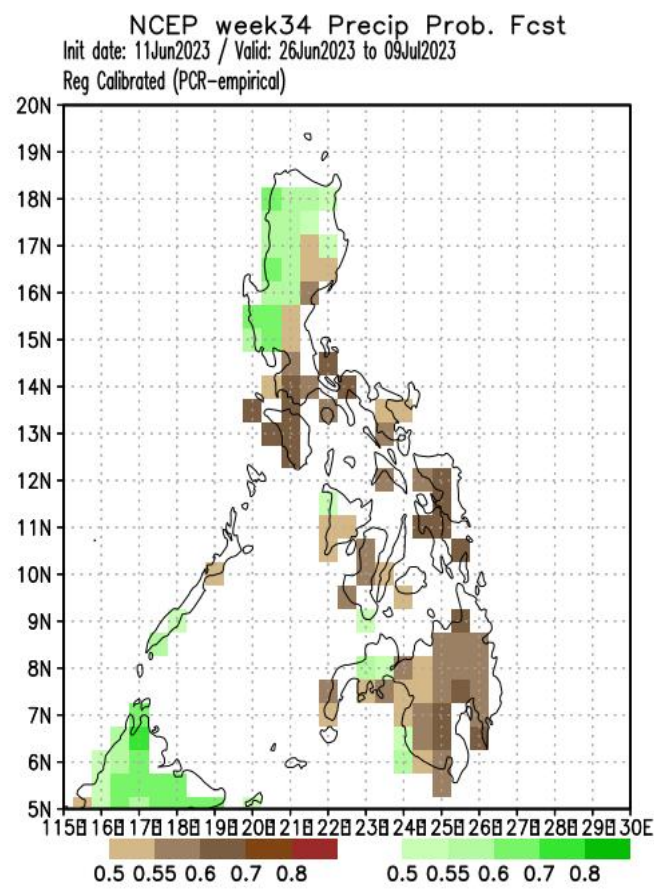 NCEP week34 Precip Prob. Fcst
Init date: 11Jun2023 / Valid: 26Jun2023 to 09Jul2023
Reg Calibrated (PCR-empirical)
20N
19N
18N
17N
16N
15N
14N
13N
12N
11N
10N
9N
8N
7N
6N
5N
115E 116E 117E 118E 119E 120E 121E 122E 123E 124E 125E 126E 127E 128E 129E 130E
0.5 0.55 0.6 0.7 0.8 0.5 0.55 0.6 0.7 0.8